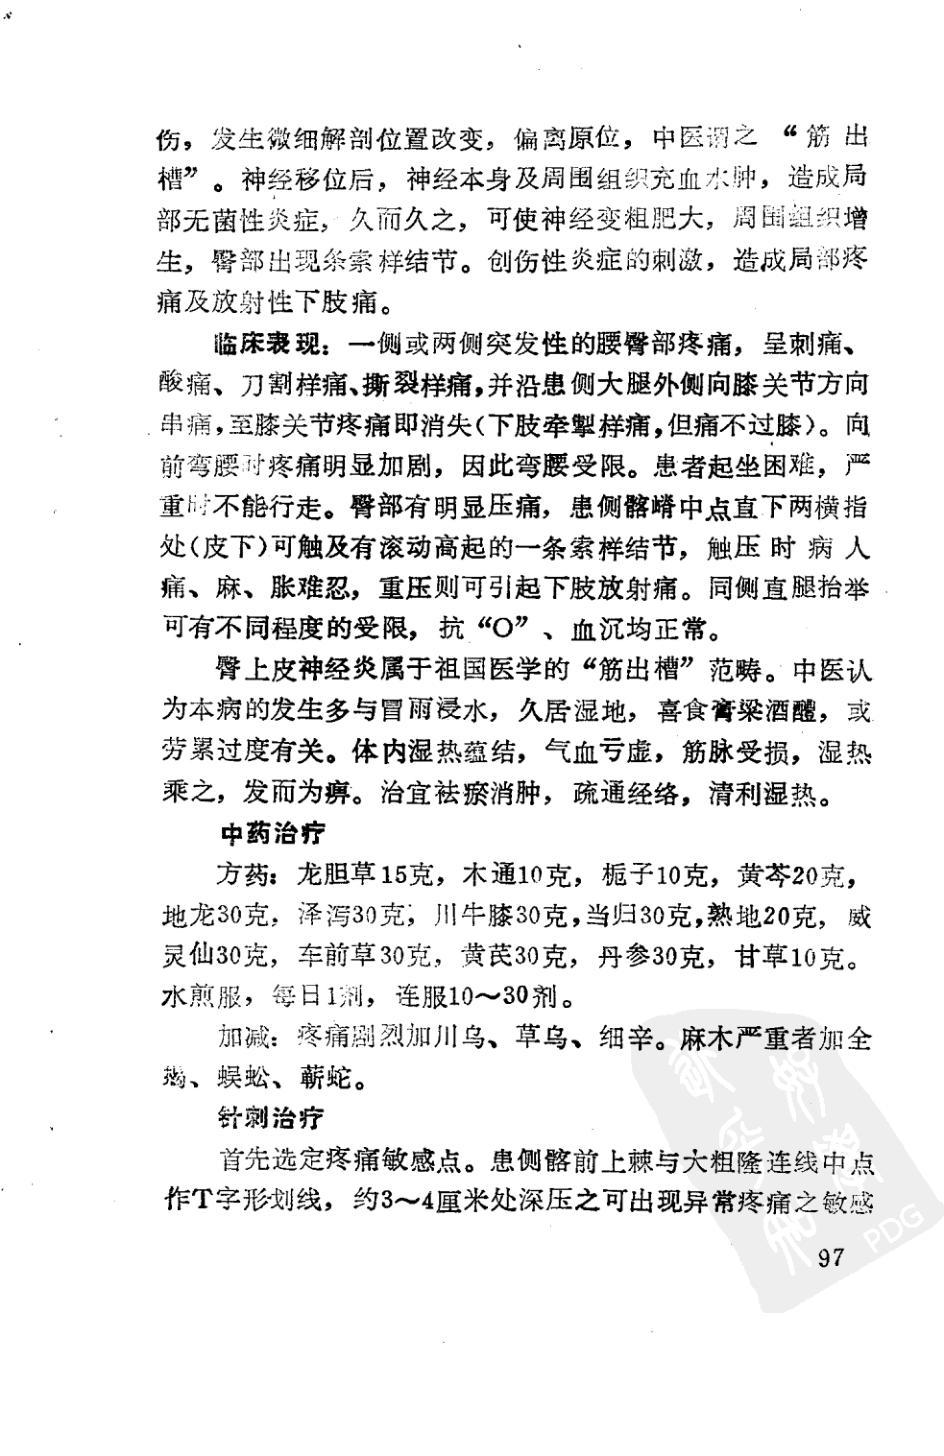 伤，发生微细解剖位置改变，偏离原位，中医谓之“筋出
槽”。神经移位后，神经本身及周围组织充血水肿，造成局
部无菌性炎症，久而久之，可使神经变粗肥大，周围组织增
生，臀部出现条索样结节。创伤性炎症的刺激，造成局部疼
痛及放射性下肢痛。
临床表现：一侧或两侧突发性的腰臀部疼痛，呈刺痛、
酸痛、刀割样痛、撕裂样痛，并沿患侧大腿外侧向膝关节方向
串痛，至膝关节疼痛即消失（下肢牵掣样痛，但痛不过膝）。向
前弯腰时疼痛明显加剧，因此弯腰受限。患者起坐困难，严
重时不能行走。臀部有明显压痛，患侧髂嵴中点直下两横指
处（皮下）可触及有滚动高起的一条索样结节，触压时病人
痛、麻、胀难忍，重压则可引起下肢放射痛。同侧直腿抬举
可有不同程度的受限，抗“O”、血沉均正常。
臀上皮神经炎属于祖国医学的“筋出槽”范畴。中医认
为本病的发生多与冒雨浸水，久居湿地，喜食膏粱酒醴，或
劳累过度有关。体内湿热蕴结，气血亏虚，筋脉受损，湿热
乘之，发而为痹。治宜祛瘀消肿，疏通经络，清利湿热。
中药治疗
方药：龙胆草15克，木通10克，栀子10克，黄芩20克，
地龙30克，泽泻30克，川牛膝30克，当归30克，熟地20克，威
灵仙30克，车前草30克，黄芪30克，丹参30克，甘草10克。
水煎服，每日1剂，连服10～30剂。
加减：疼痛剧烈加川乌、草乌、细辛。麻木严重者加全
蝎、蜈蚣、蕲蛇。
针刺治疗
首先选定疼痛敏感点。患侧髂前上棘与大粗隆连线中点
作T字形划线，约3～4厘米处深压之可出现异常疼痛之敏感
97
PDG